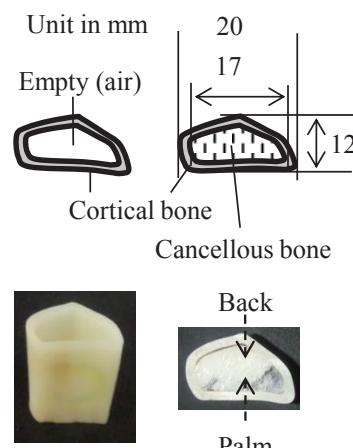 Unit in mm
20
17
Empty (air)
12
Cortical bone
Cancellous bone
Back
Palm